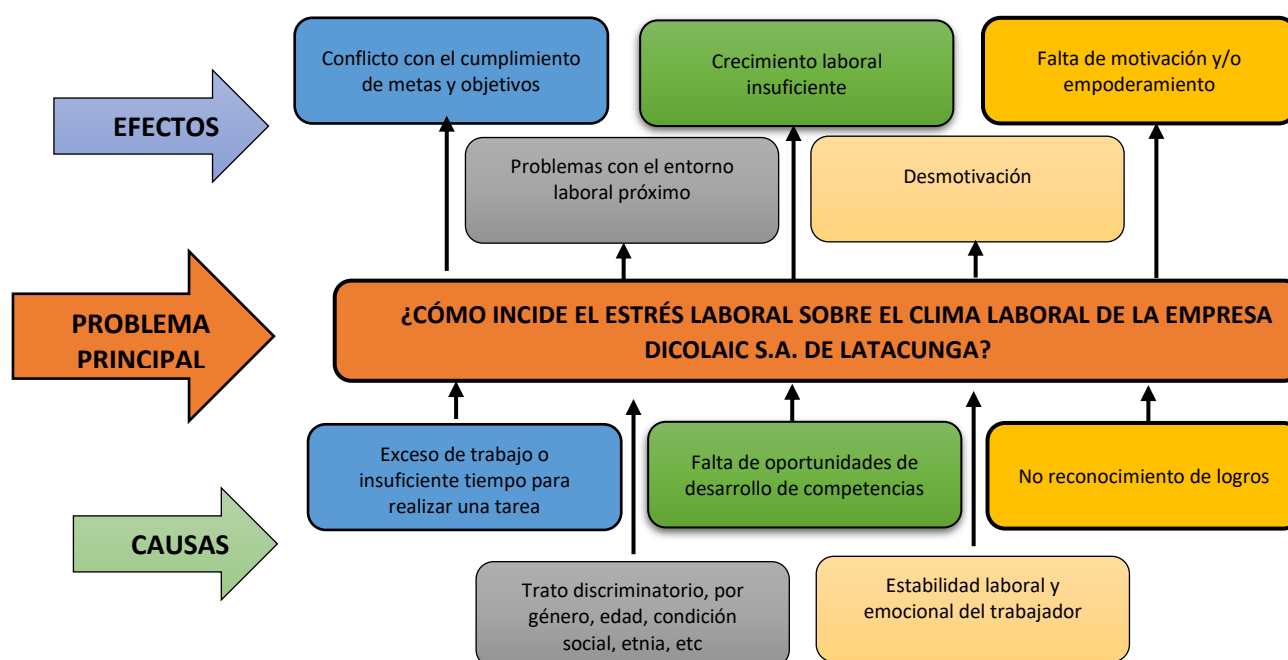 Conflicto con el cumplimiento
de metas y objetivos
Crecimiento laboral
insuficiente
Falta de motivación y/o
empoderamiento
EFECTOS
Problemas con el entorno
laboral próximo
Desmotivación
PROBLEMA
PRINCIPAL
¿CÓMO INCIDE EL ESTRÉS LABORAL SOBRE EL CLIMA LABORAL DE LA EMPRESA
DICOLAIC S.A. DE LATACUNGA?
Exceso de trabajo o
insuficiente tiempo para
realizar una tarea
Falta de oportunidades de
desarrollo de competencias
No reconocimiento de logros
CAUSAS
Trato discriminatorio, por
género, edad, condición
social, etnia, etc
Estabilidad laboral y
emocional del trabajador